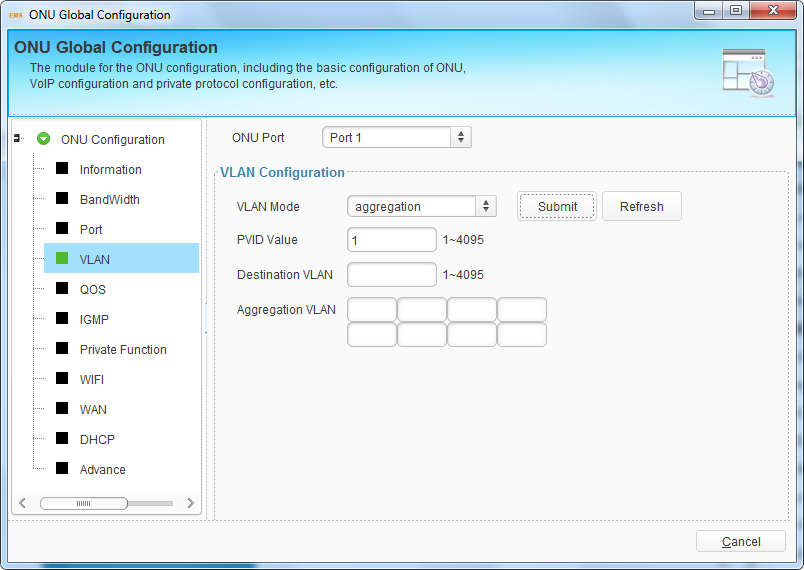 EMS ONU Global Configuration
ONU Global Configuration
The module for the ONU configuration, including the basic configuration of ONU,
VoIP configuration and private protocol configuration, etc.
ONU Configuration
Information
BandWidth
Port
VLAN
QOS
IGMP
Private Function
WIFI
WAN
DHCP
Advance
ONU Port Port 1
VLAN Configuration
VLAN Mode aggregation Submit Refresh
PVID Value 1 1~4095
Destination VLAN 1~4095
Aggregation VLAN
Cancel